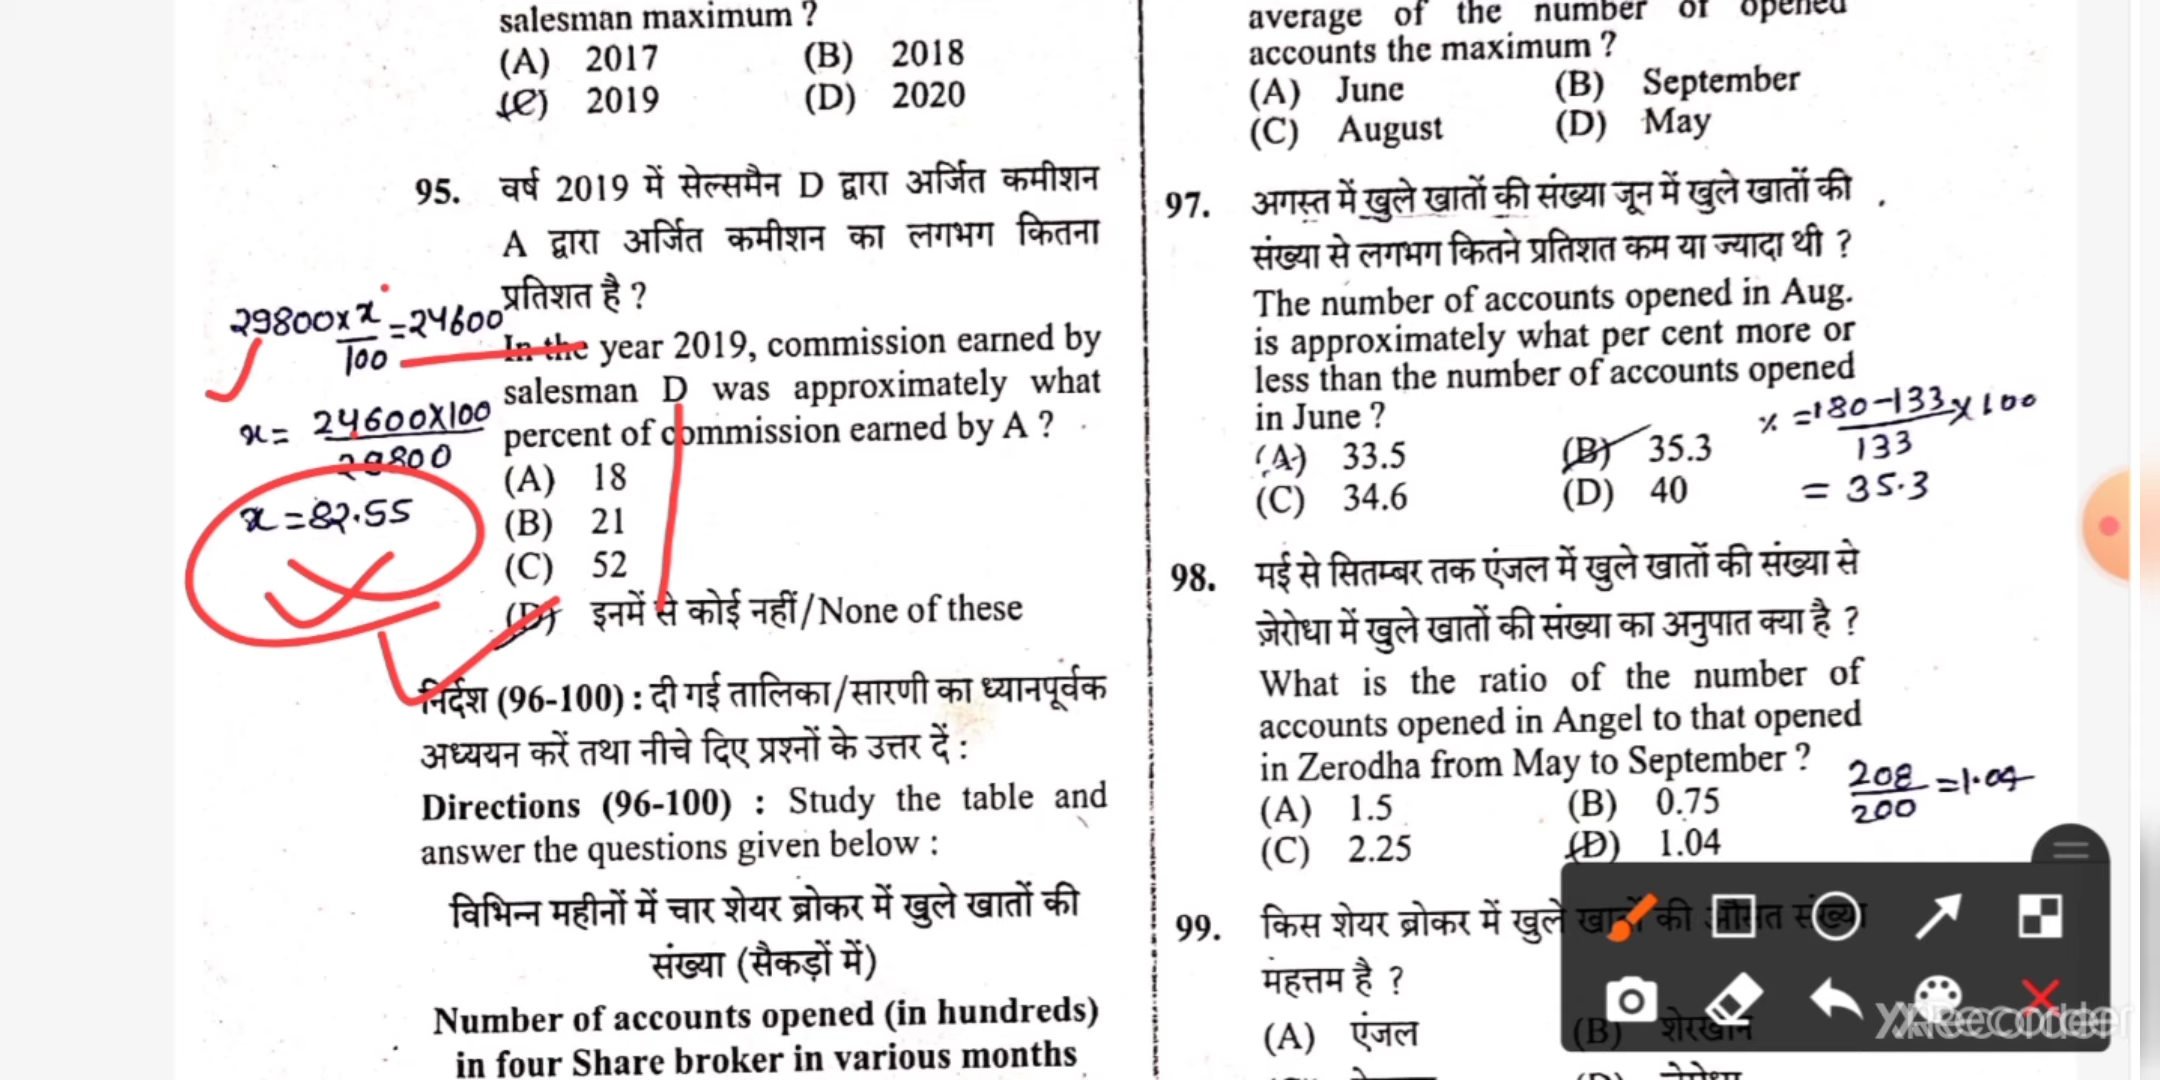 salesman maximum ?
(A) 2017 (B) 2018
(C) 2019 (D) 2020
95. वर्ष 2019 में सेल्समैन D द्वारा अर्जित कमीशन
A द्वारा अर्जित कमीशन का लगभग कितना
प्रतिशत है ?
In the year 2019, commission earned by
salesman D was approximately what
percent of commission earned by A ?
(A) 18
(B) 21
(C) 52
(D) इनमें से कोई नहीं/None of these
29800 x x/100 = 24600
x = 24600X100/29800
x = 82.55
निर्देश (96-100) : दी गई तालिका/सारणी का ध्यानपूर्वक
अध्ययन करें तथा नीचे दिए प्रश्नों के उत्तर दें :
Directions (96-100) : Study the table and
answer the questions given below :
विभिन्न महीनों में चार शेयर ब्रोकर में खुले खातों की
संख्या (सैकड़ों में)
Number of accounts opened (in hundreds)
in four Share broker in various months
average of the number of opened
accounts the maximum ?
(A) June (B) September
(C) August (D) May
97. अगस्त में खुले खातों की संख्या जून में खुले खातों की
संख्या से लगभग कितने प्रतिशत कम या ज्यादा थी ?
The number of accounts opened in Aug.
is approximately what per cent more or
less than the number of accounts opened
in June ?
(A) 33.5 (B) 35.3
(C) 34.6 (D) 40
% = 180-133/133 x 100
= 35.3
98. मई से सितम्बर तक एंजल में खुले खातों की संख्या से
ज़ेरोधा में खुले खातों की संख्या का अनुपात क्या है ?
What is the ratio of the number of
accounts opened in Angel to that opened
in Zerodha from May to September ?
(A) 1.5 (B) 0.75
(C) 2.25 (D) 1.04
208/200 = 1.04
99. किस शेयर ब्रोकर में खुले खातों की औसत संख्या
महत्तम है ?
(A) एंजल (B) शेरखान
XRecorder